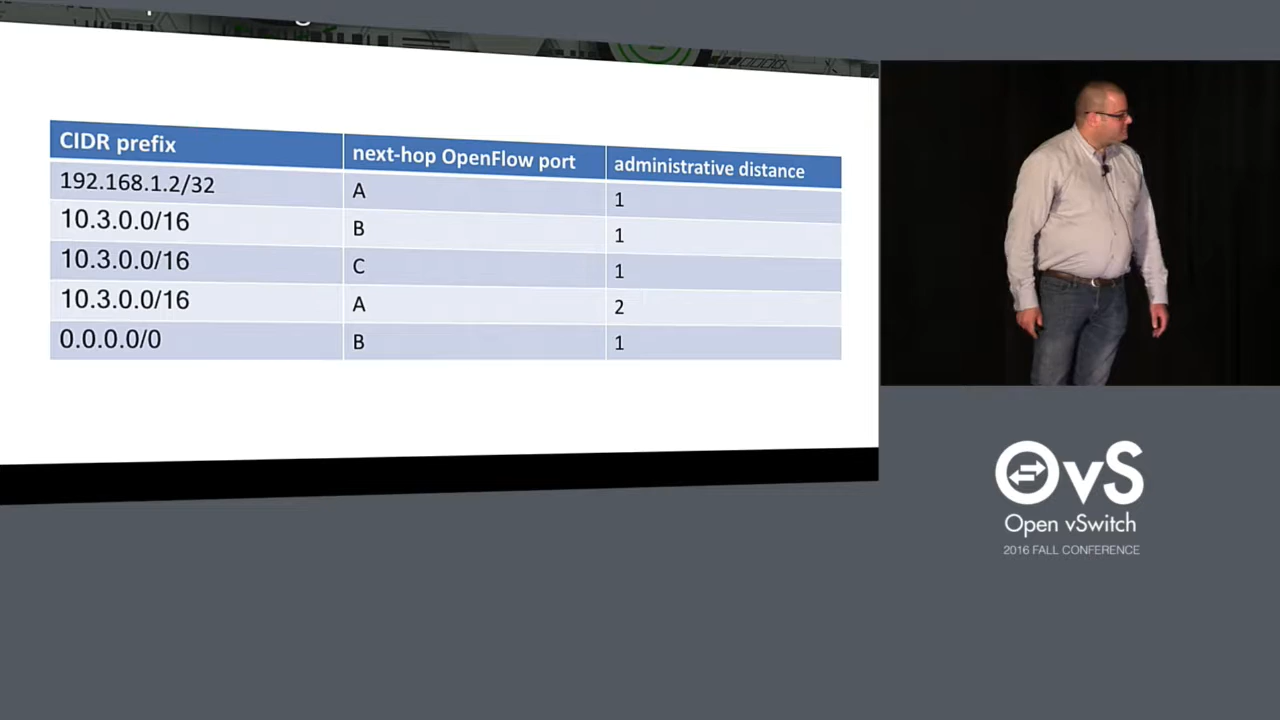 CIDR prefix next-hop OpenFlow port administrative distance
192.168.1.2/32 A 1
10.3.0.0/16 B 1
10.3.0.0/16 C 1
10.3.0.0/16 A 2
0.0.0.0/0 B 1
OvS
Open vSwitch
2016 FALL CONFERENCE